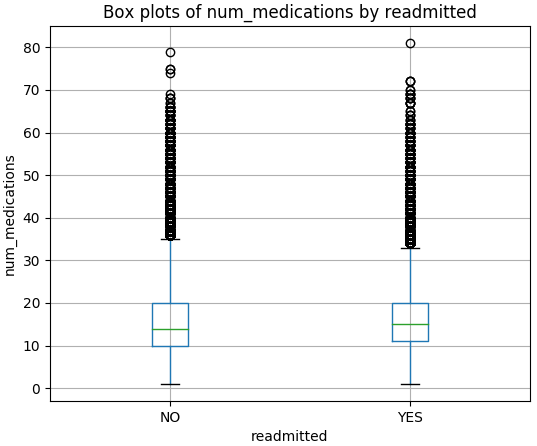 Box plots of num_medications by readmitted
80
70
60
50
40
30
20
10
0
num_medications
NO
YES
readmitted